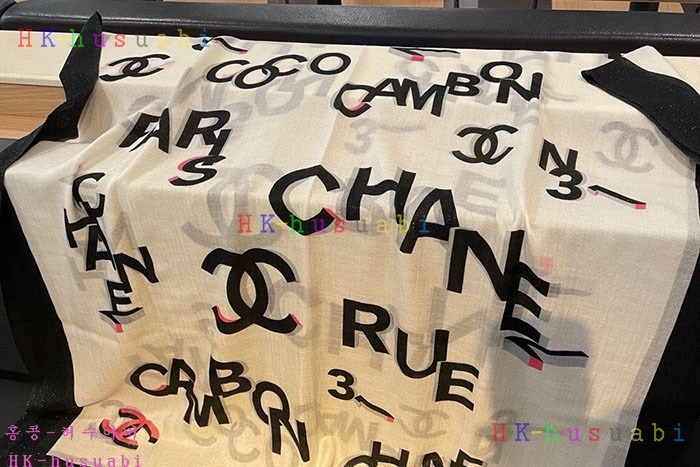 HK-husuabi
COCO
CAMBON
PARIS
N
3
CHANEL
HK-husuabi
CHANEL
31
RUE
CAMBON
HK-husuabi
홍콩-허수아비
HK-husuabi